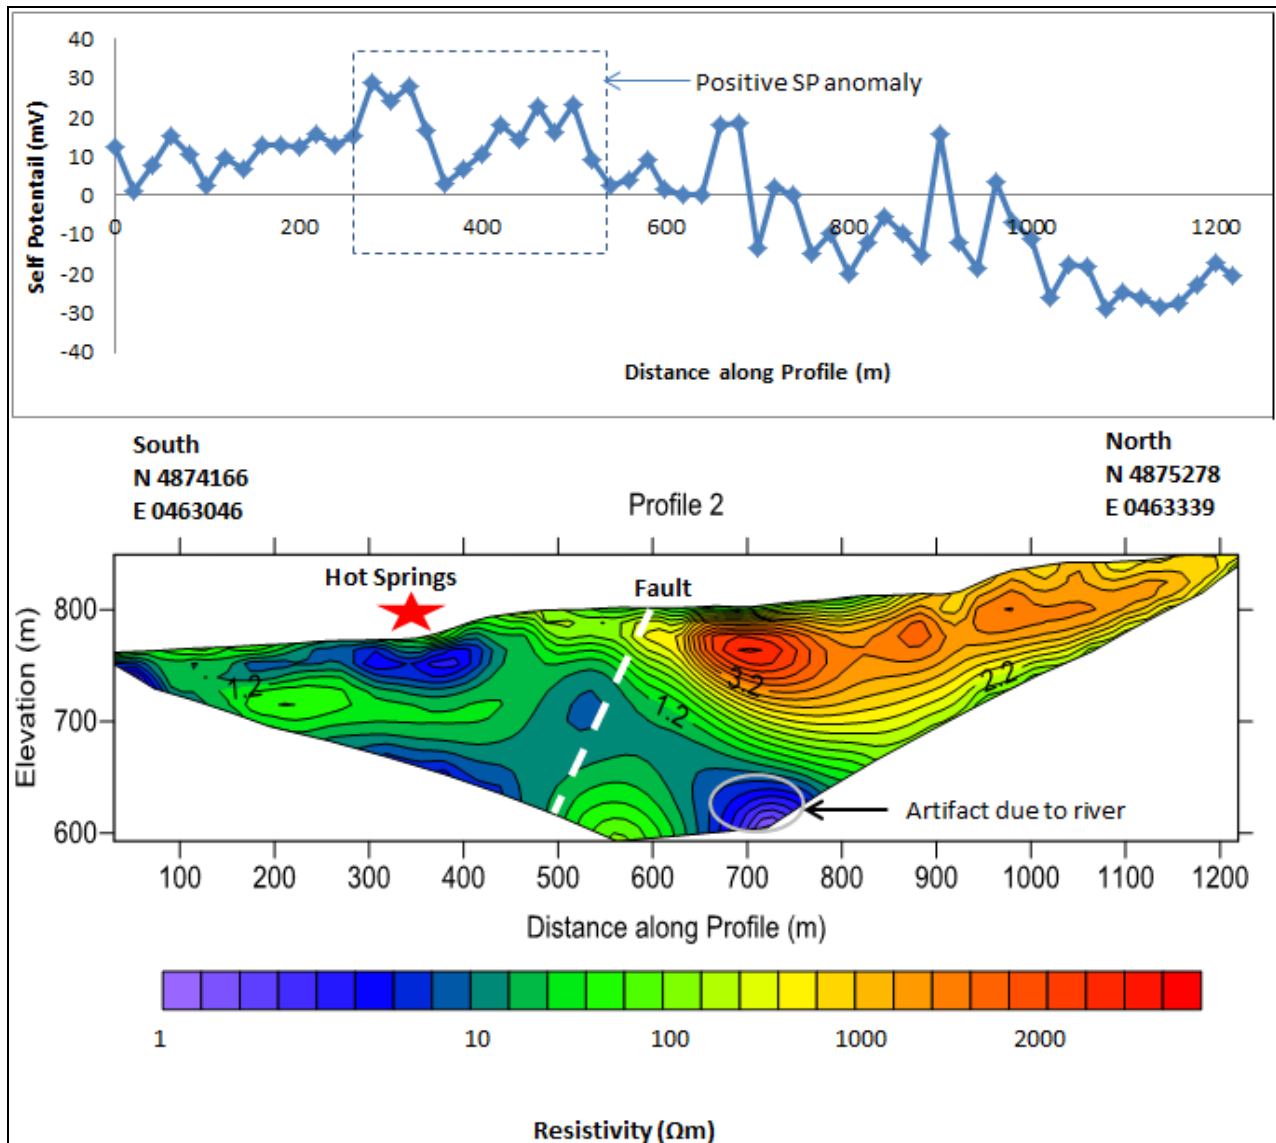 40
30
20
10
0
-10
-20
-30
-40
Self Potentail (mV)
Positive SP anomaly
0 200 400 600 800 1000 1200
Distance along Profile (m)
South
N 4874166
E 0463046
North
N 4875278
E 0463339
Profile 2
Hot Springs
Fault
800
700
600
Elevation (m)
1.2
1.2
3.2
2.2
Artifact due to river
100 200 300 400 500 600 700 800 900 1000 1100 1200
Distance along Profile (m)
1 10 100 1000 2000
Resistivity (Ωm)